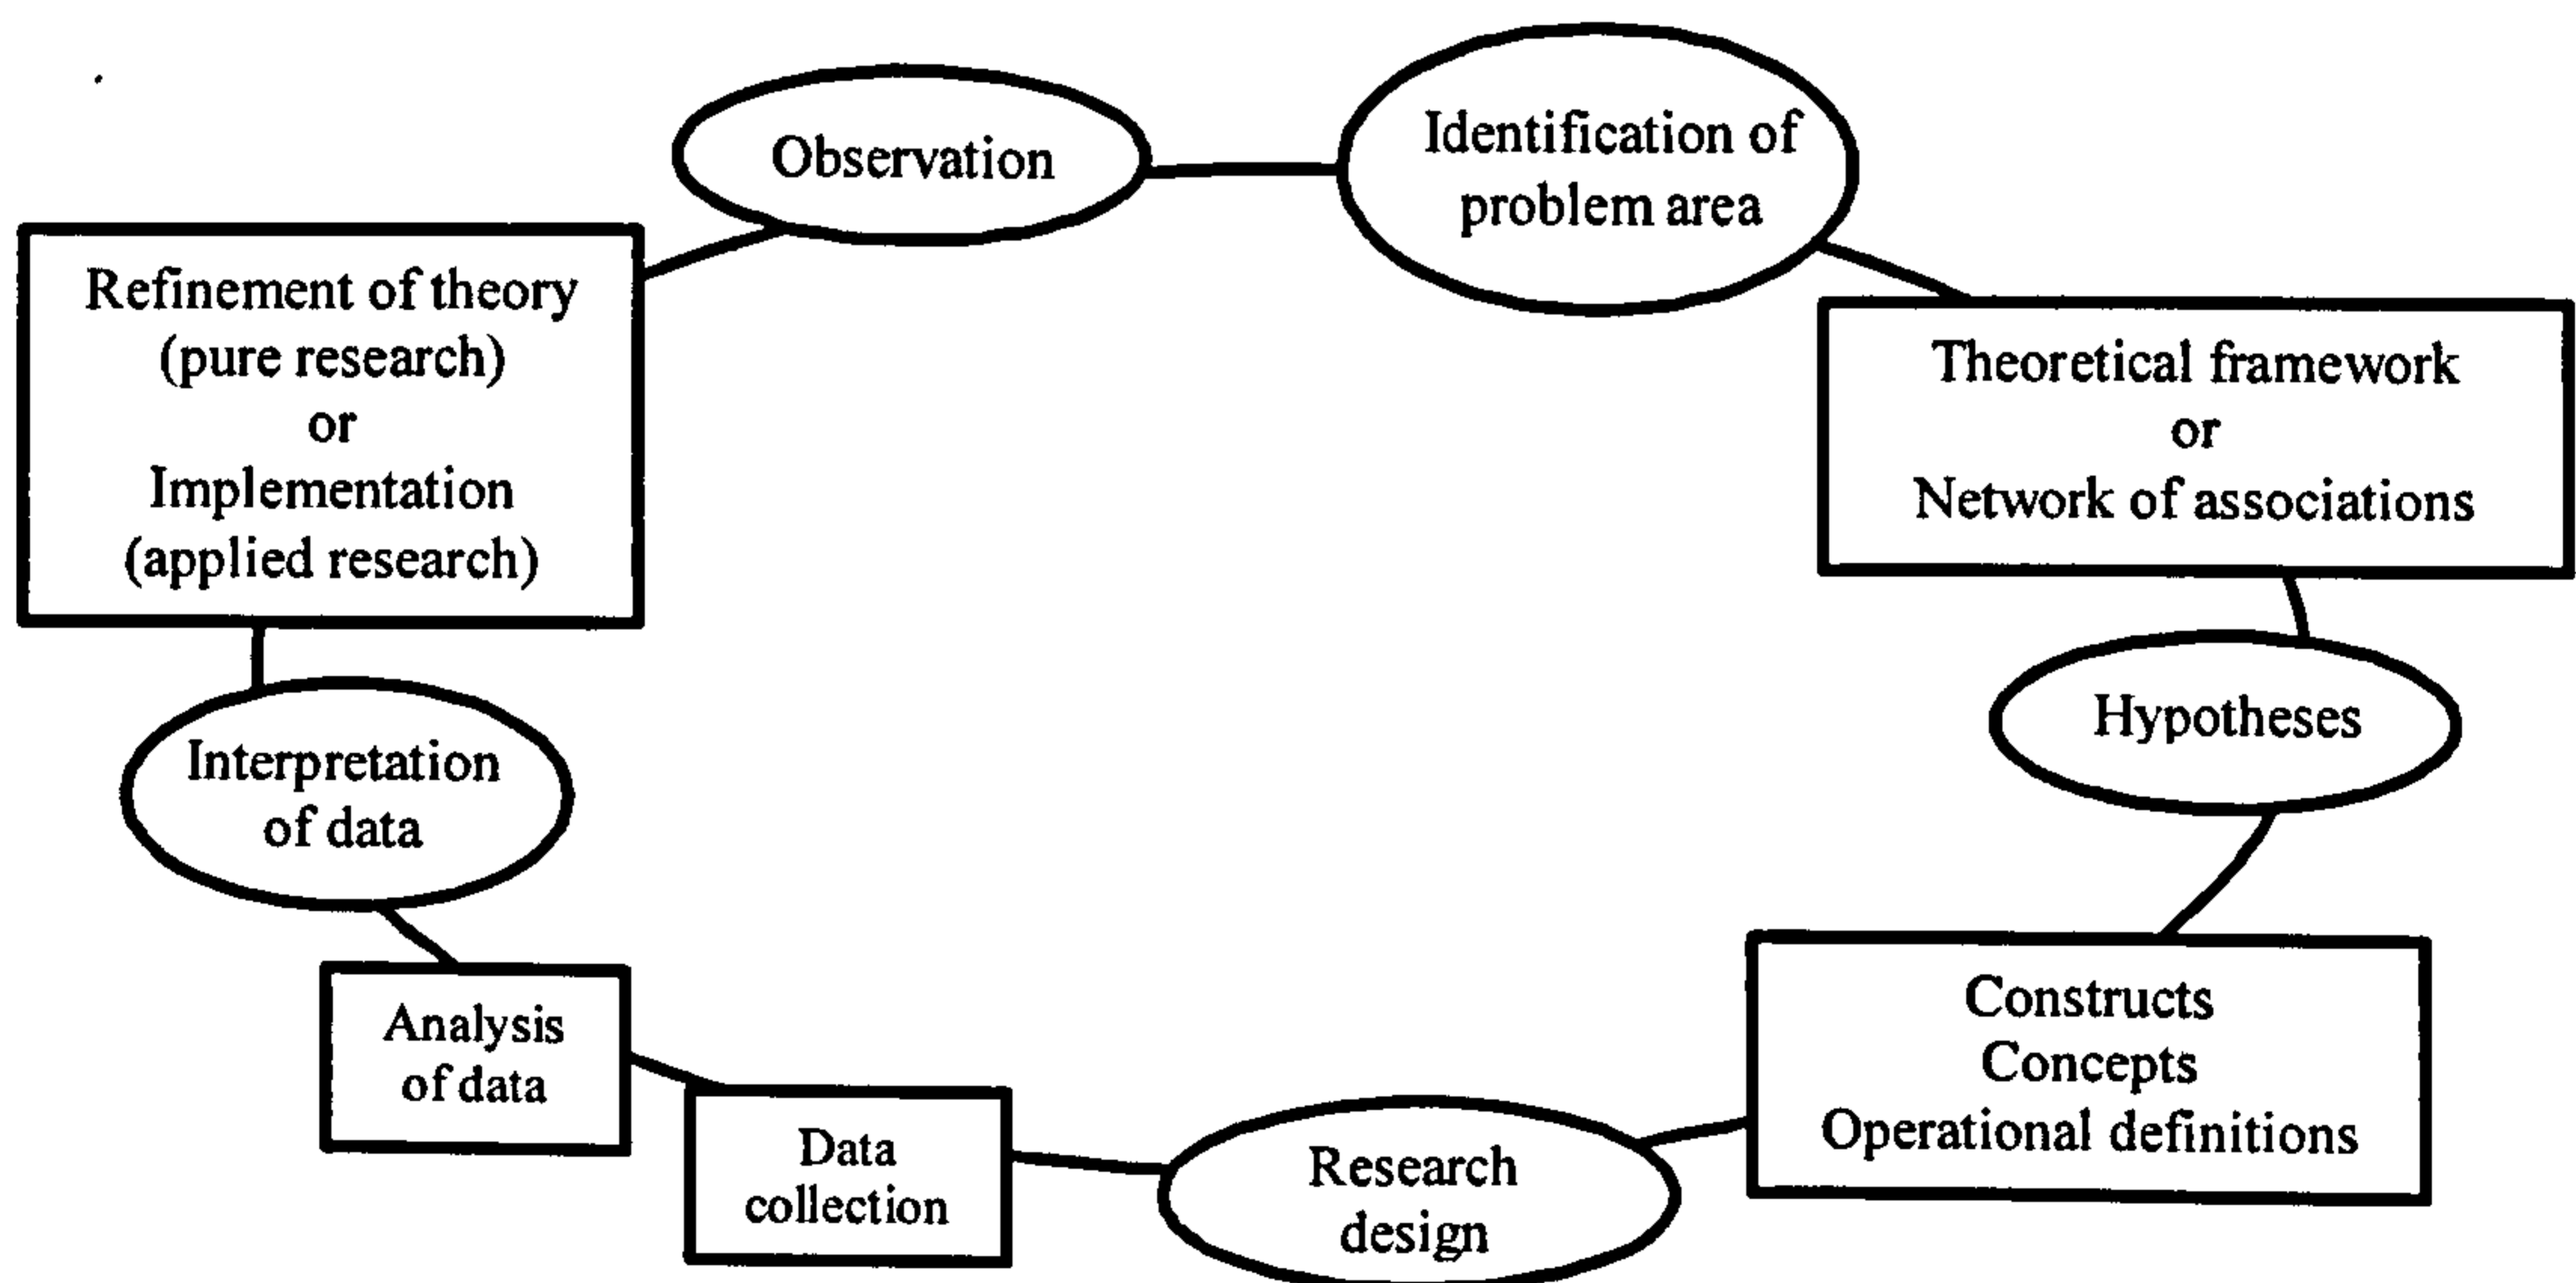 Observation
Identification of
problem area
Refinement of theory
(pure research)
or
Implementation
(applied research)
Theoretical framework
or
Network of associations
Hypotheses
Interpretation
of data
Constructs
Concepts
Operational definitions
Analysis
of data
Data
collection
Research
design